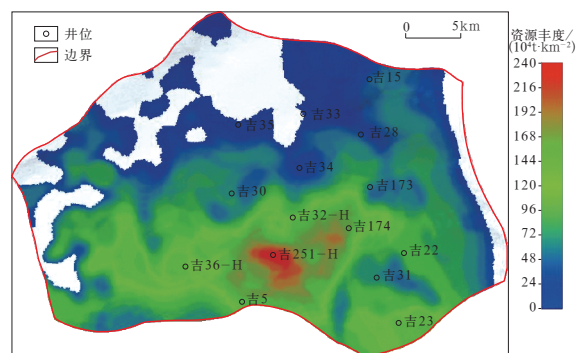 井位
边界
0 5km
吉15
吉33
吉35
吉28
吉34
吉30
吉173
吉32-H
吉174
吉251-H
吉22
吉36-H
吉31
吉5
吉23
资源丰度/
(10⁴t·km⁻²)
240
216
192
168
144
120
96
72
48
24
0